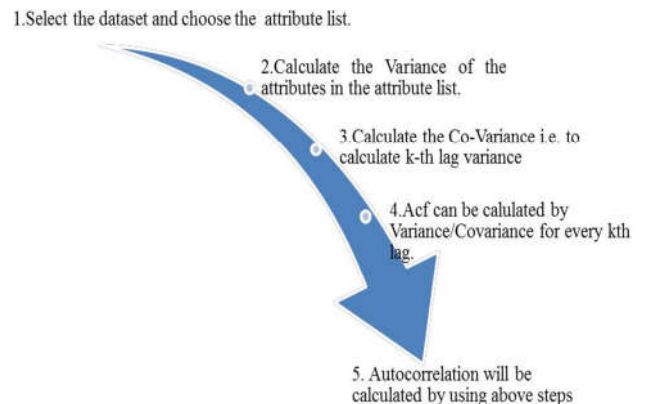 1.Select the dataset and choose the attribute list.
2.Calculate the Variance of the
attributes in the attribute list.
3.Calculate the Co-Variance i.e. to
calculate k-th lag variance
4.Acf can be calulated by
Variance/Covariance for every kth
lag.
5. Autocorrelation will be
calculated by using above steps